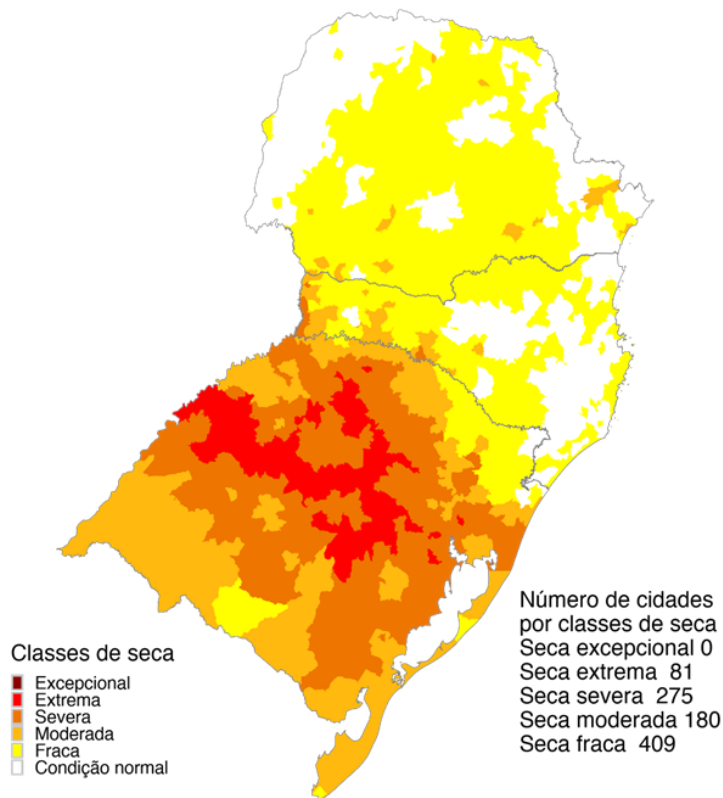 Classes de seca
Excepcional
Extrema
Severa
Moderada
Fraca
Condição normal
Número de cidades
por classes de seca
Seca excepcional 0
Seca extrema 81
Seca severa 275
Seca moderada 180
Seca fraca 409